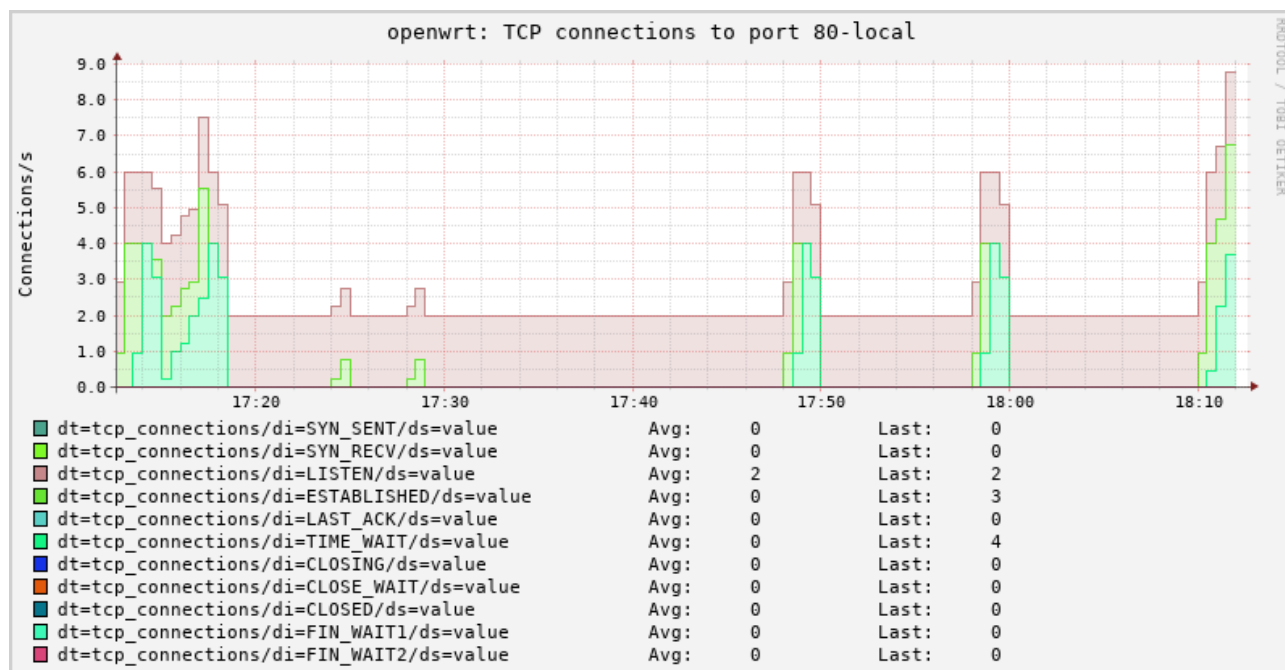 openwrt: TCP connections to port 80-local
RRDTOOL / TOBI OETIKER
Connections/s
9.0
8.0
7.0
6.0
5.0
4.0
3.0
2.0
1.0
0.0
17:20 17:30 17:40 17:50 18:00 18:10
dt=tcp_connections/di=SYN_SENT/ds=value Avg: 0 Last: 0
dt=tcp_connections/di=SYN_RECV/ds=value Avg: 0 Last: 0
dt=tcp_connections/di=LISTEN/ds=value Avg: 2 Last: 2
dt=tcp_connections/di=ESTABLISHED/ds=value Avg: 0 Last: 3
dt=tcp_connections/di=LAST_ACK/ds=value Avg: 0 Last: 0
dt=tcp_connections/di=TIME_WAIT/ds=value Avg: 0 Last: 4
dt=tcp_connections/di=CLOSING/ds=value Avg: 0 Last: 0
dt=tcp_connections/di=CLOSE_WAIT/ds=value Avg: 0 Last: 0
dt=tcp_connections/di=CLOSED/ds=value Avg: 0 Last: 0
dt=tcp_connections/di=FIN_WAIT1/ds=value Avg: 0 Last: 0
dt=tcp_connections/di=FIN_WAIT2/ds=value Avg: 0 Last: 0